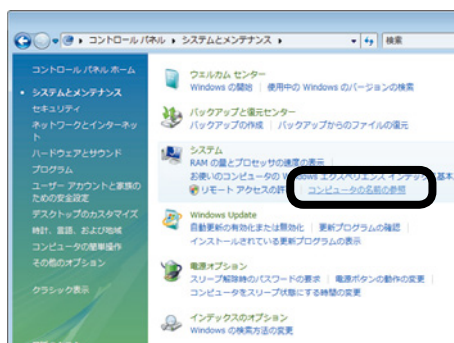 コントロール パネル ▸ システムとメンテナンス ▸
検索
コントロール パネル ホーム
システムとメンテナンス
セキュリティ
ネットワークとインターネッ
ト
ハードウェアとサウンド
プログラム
ユーザー アカウントと家族の
ための安全設定
デスクトップのカスタマイズ
時計、言語、および地域
コンピュータの簡単操作
その他のオプション
クラシック表示
ウェルカム センター
Windows の開始 | 使用中の Windows のバージョンの検索
バックアップと復元センター
バックアップの作成 | バックアップからのファイルの復元
システム
RAM の量とプロセッサの速度の表示
お使いのコンピュータの Windows エクスペリエンス インデックス基本
リモート アクセスの許 コンピュータの名前の参照
Windows Update
自動更新の有効化または無効化 | 更新プログラムの確認
インストールされている更新プログラムの表示
電源オプション
スリープ解除時のパスワードの要求 | 電源ボタンの動作の変更
コンピュータをスリープ状態にする時間の変更
インデックスのオプション
Windows の検索方法の変更